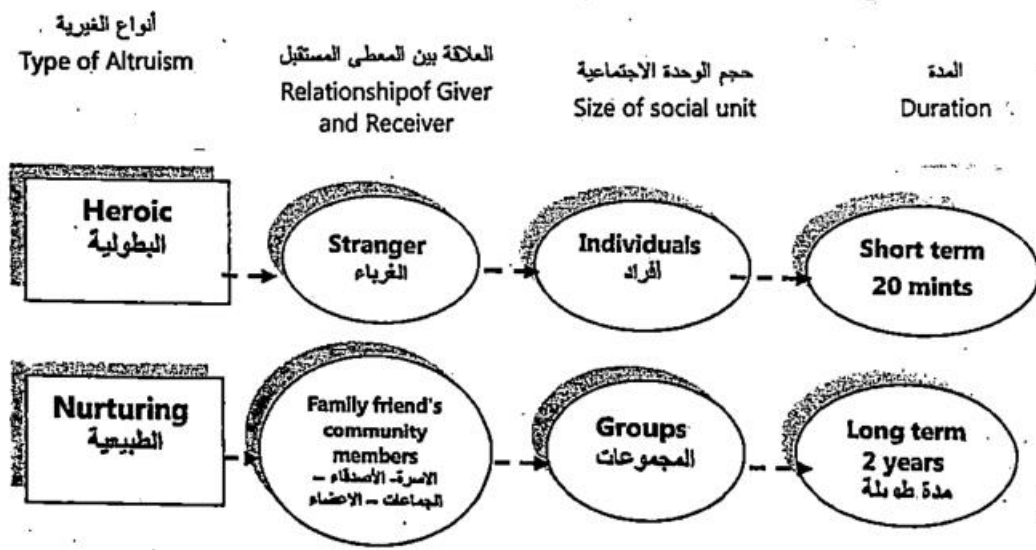 أنواع الغيرية
Type of Altruism
العلاقة بين المعطى المستقبل
Relationshipof Giver
and Receiver
حجم الوحدة الاجتماعية
Size of social unit
المدة
Duration
Heroic
البطولية
Stranger
الغرباء
Individuals
أفراد
Short term
20 mints
Nurturing
الطبيعية
Family friend's
community
members
الاسرة- الأصدقاء –
الجماعات – الاعضاء
Groups
المجموعات
Long term
2 years
مدة طويلة